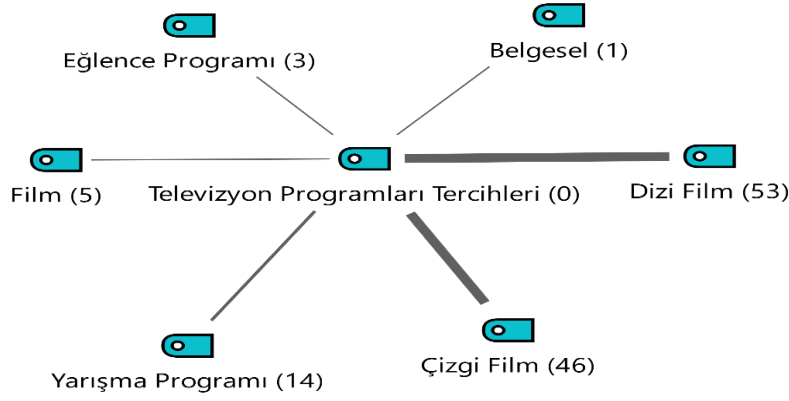 Eğlence Programı (3)
Belgesel (1)
Film (5)
Televizyon Programları Tercihleri (0)
Dizi Film (53)
Yarışma Programı (14)
Çizgi Film (46)